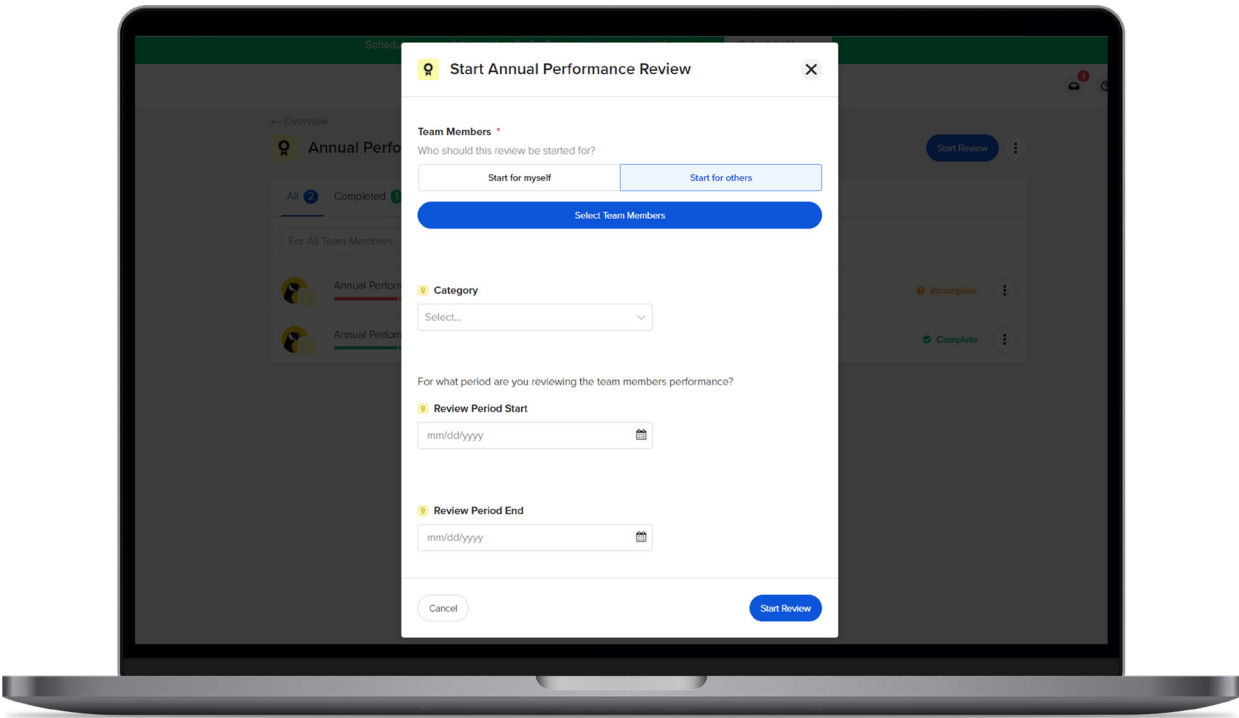 Start Annual Performance Review
← Overview
Annual
Start Review
All 2
Completed 1
For All Team Members
Annual
Incomplete
Annual
Complete
Team Members *
Who should this review be started for?
Start for myself
Start for others
Select Team Members
Category
Select...
For what period are you reviewing the team members performance?
Review Period Start
mm/dd/yyyy
Review Period End
mm/dd/yyyy
Cancel
Start Review
1